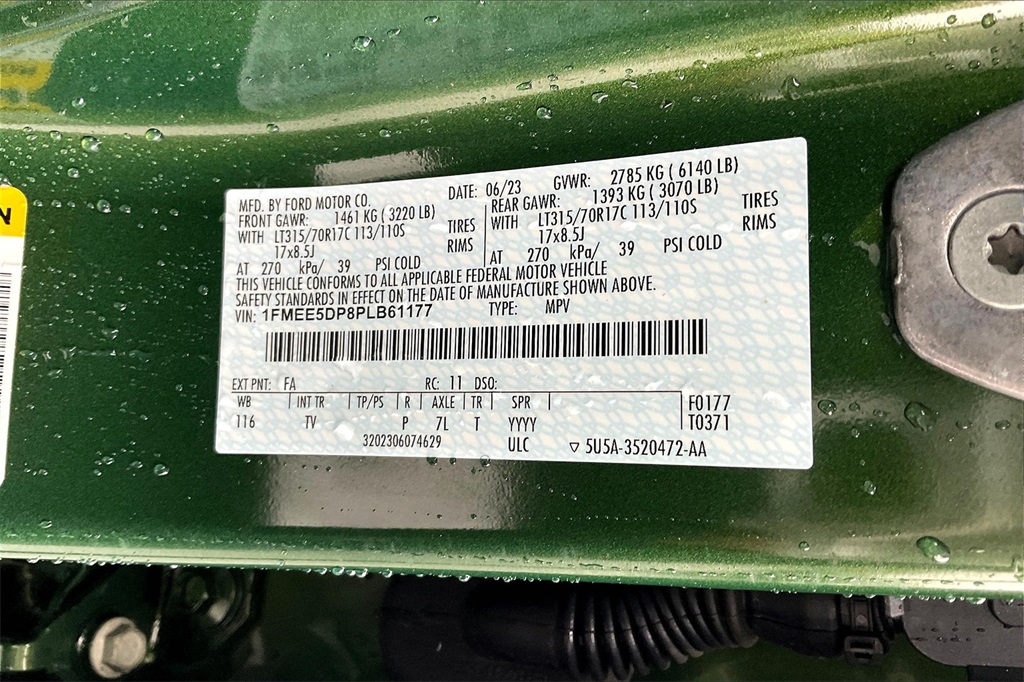 MFD. BY FORD MOTOR CO. DATE: 06/23 GVWR: 2785 KG ( 6140 LB)
FRONT GAWR: 1461 KG ( 3220 LB) REAR GAWR: 1393 KG ( 3070 LB)
WITH LT315/70R17C 113/110S TIRES WITH LT315/70R17C 113/110S TIRES
17x8.5J RIMS 17x8.5J RIMS
AT 270 kPa/ 39 PSI COLD AT 270 kPa/ 39 PSI COLD
THIS VEHICLE CONFORMS TO ALL APPLICABLE FEDERAL MOTOR VEHICLE
SAFETY STANDARDS IN EFFECT ON THE DATE OF MANUFACTURE SHOWN ABOVE.
VIN: 1FMEE5DP8PLB61177 TYPE: MPV
EXT PNT: FA RC: 11 DSO:
WB INT TR TP/PS R AXLE TR SPR F0177
116 TV P 7L T YYYY T0371
3202306074629 ULC ▽ 5U5A-3520472-AA
N